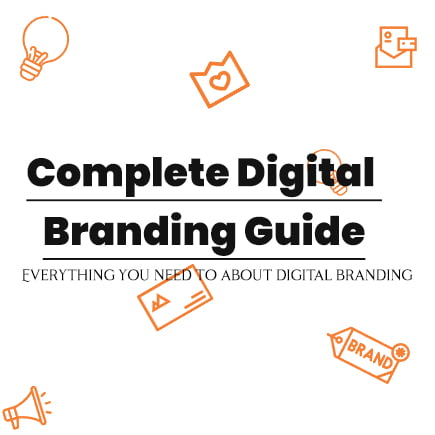 Complete Digital
Branding Guide
Everything you need to about digital branding
BRAND